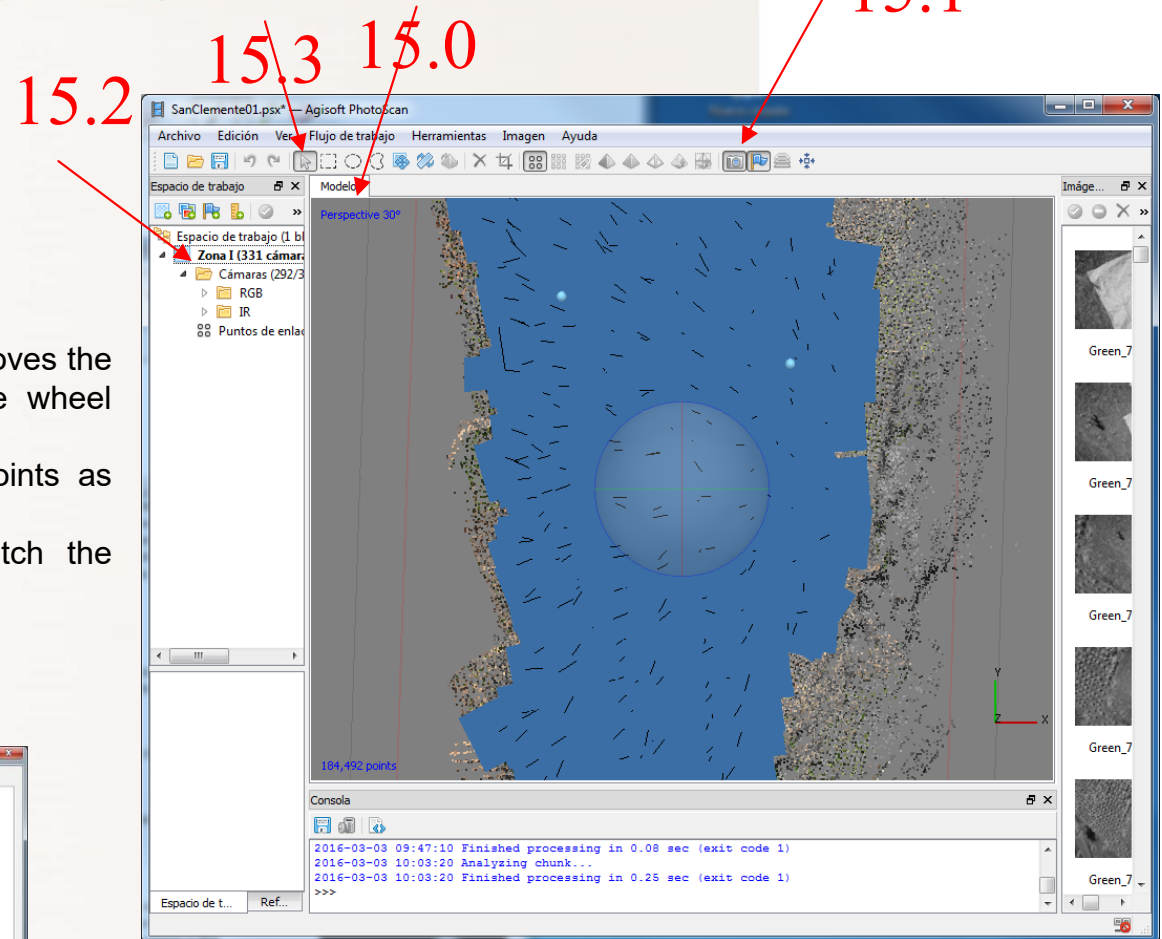 15.1
15.3
15.0
15.2
SanClemente01.psx* — Agisoft PhotoScan
Archivo Edición Ver Flujo de trabajo Herramientas Imagen Ayuda
Espacio de trabajo
Modelo
Imáge...
Perspective 30°
Espacio de trabajo (1 bl
Zona I (331 cámara
Cámaras (292/3
RGB
IR
Puntos de enlac
oves the
e wheel
oints as
tch the
Green_7
Green_7
Green_7
Green_7
Green_7
Y
Z X
184,492 points
Consola
2016-03-03 09:47:10 Finished processing in 0.08 sec (exit code 1)
2016-03-03 10:03:20 Analyzing chunk...
2016-03-03 10:03:20 Finished processing in 0.25 sec (exit code 1)
>>>
Espacio de t... Ref...